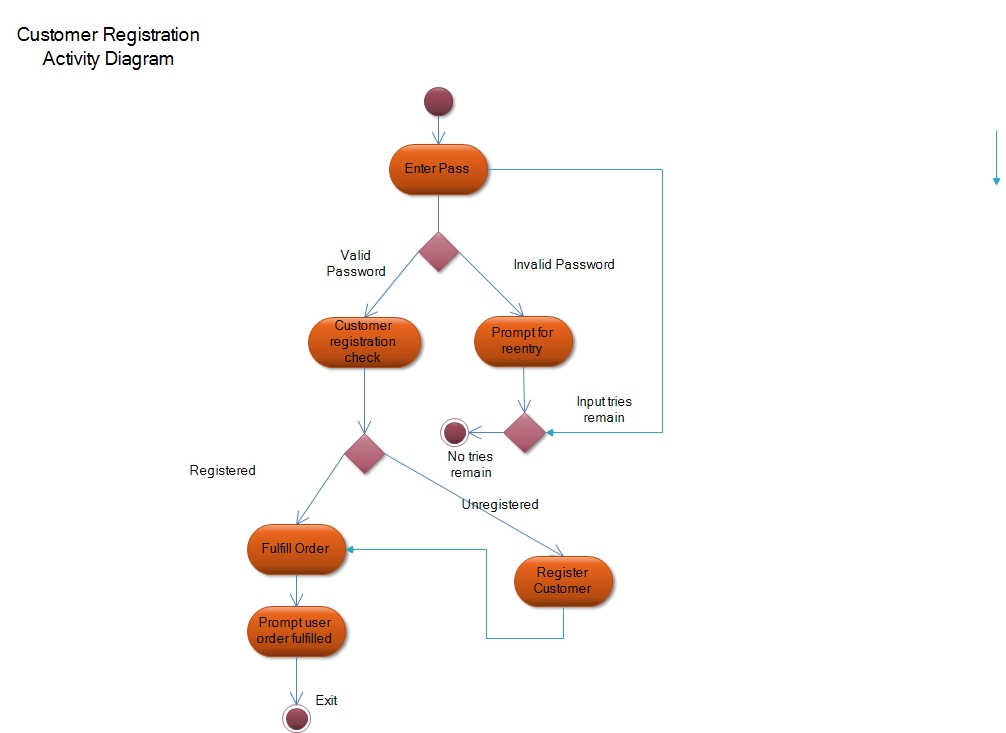 Customer Registration
Activity Diagram
Enter Pass
Valid
Password
Invalid Password
Customer
registration
check
Prompt for
reentry
Input tries
remain
No tries
remain
Registered
Unregistered
Fulfill Order
Register
Customer
Prompt user
order fulfilled
Exit